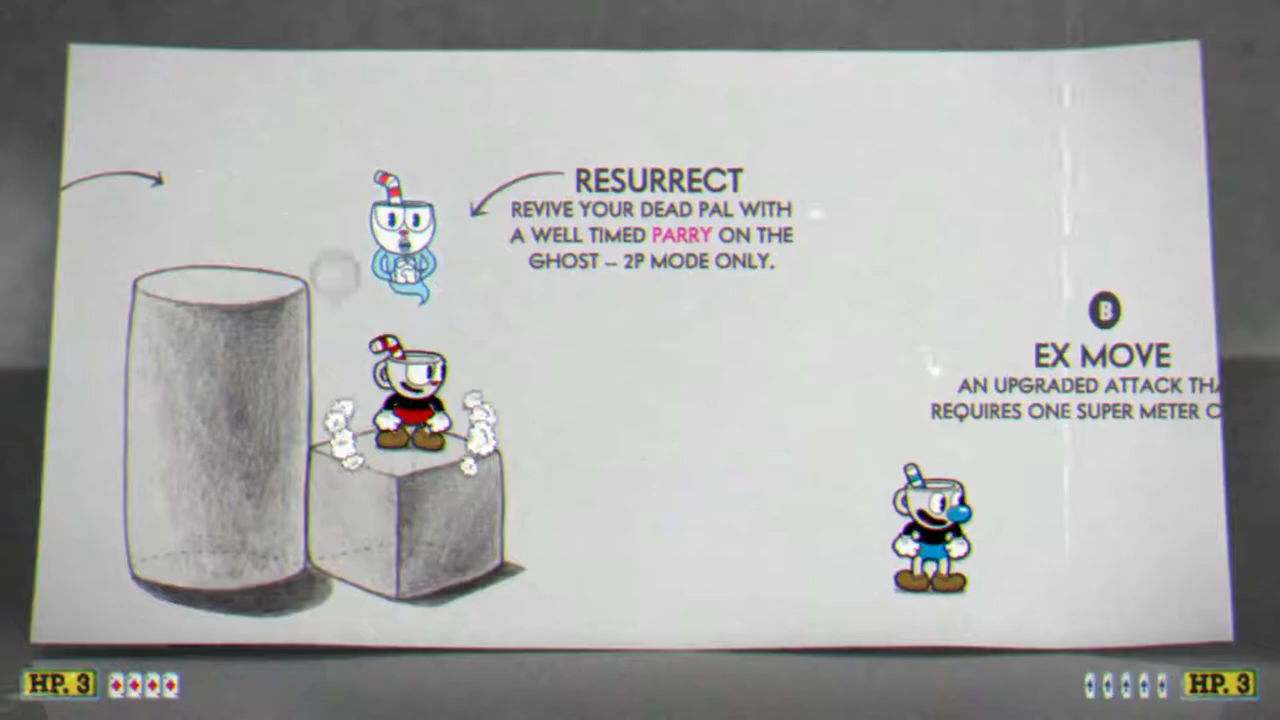 RESURRECT
REVIVE YOUR DEAD PAL WITH
A WELL TIMED PARRY ON THE
GHOST – 2P MODE ONLY.
B
EX MOVE
AN UPGRADED ATTACK THA
REQUIRES ONE SUPER METER C
HP. 3
HP. 3